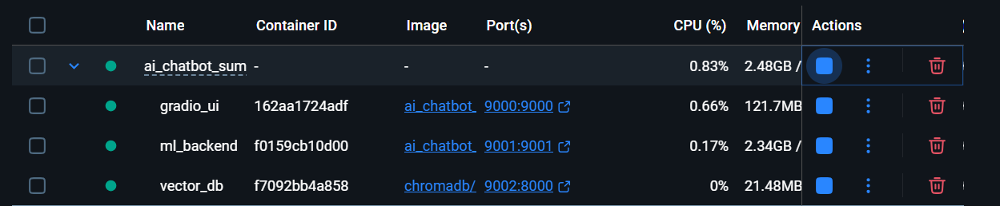 Name Container ID Image Port(s) CPU (%) Memory Actions
ai_chatbot_sum - - - 0.83% 2.48GB /
gradio_ui 162aa1724adf ai_chatbot_ 9000:9000 0.66% 121.7MB
ml_backend f0159cb10d00 ai_chatbot_ 9001:9001 0.17% 2.34GB /
vector_db f7092bb4a858 chromadb/ 9002:8000 0% 21.48MB